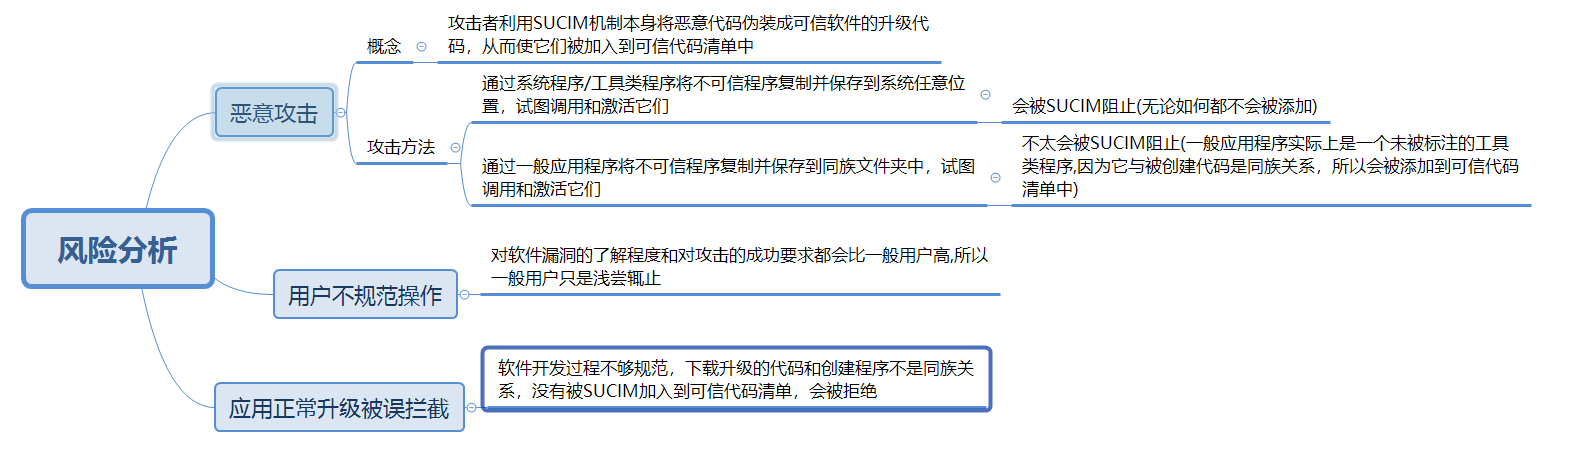 风险分析
恶意攻击
概念
攻击者利用SUCIM机制本身将恶意代码伪装成可信软件的升级代
码，从而使它们被加入到可信代码清单中
攻击方法
通过系统程序/工具类程序将不可信程序复制并保存到系统任意位
置，试图调用和激活它们
会被SUCIM阻止(无论如何都不会被添加)
通过一般应用程序将不可信程序复制并保存到同族文件夹中，试图
调用和激活它们
不太会被SUCIM阻止(一般应用程序实际上是一个未被标注的工具
类程序,因为它与被创建代码是同族关系，所以会被添加到可信代码
清单中)
用户不规范操作
对软件漏洞的了解程度和对攻击的成功要求都会比一般用户高,所以
一般用户只是浅尝辄止
应用正常升级被误拦截
软件开发过程不够规范，下载升级的代码和创建程序不是同族关
系，没有被SUCIM加入到可信代码清单，会被拒绝